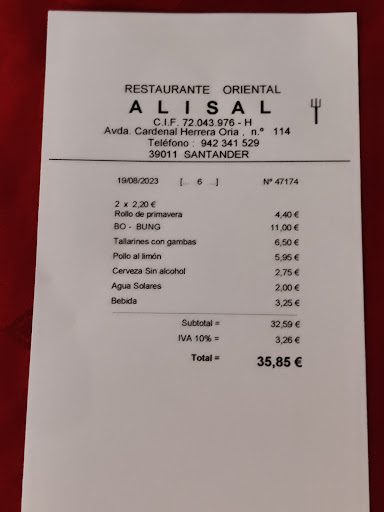 RESTAURANTE ORIENTAL
ALISAL
C.I.F. 72.043.976 - H
Avda. Cardenal Herrera Oria , n.º 114
Teléfono : 942 341 529
39011 SANTANDER
19/08/2023 [... 6 ...] Nº 47174
2 x 2,20 €
Rollo de primavera 4,40 €
BO - BUNG 11,00 €
Tallarines con gambas 6,50 €
Pollo al limón 5,95 €
Cerveza Sin alcohol 2,75 €
Agua Solares 2,00 €
Bebida 3,25 €
Subtotal = 32,59 €
IVA 10% = 3,26 €
Total = 35,85 €